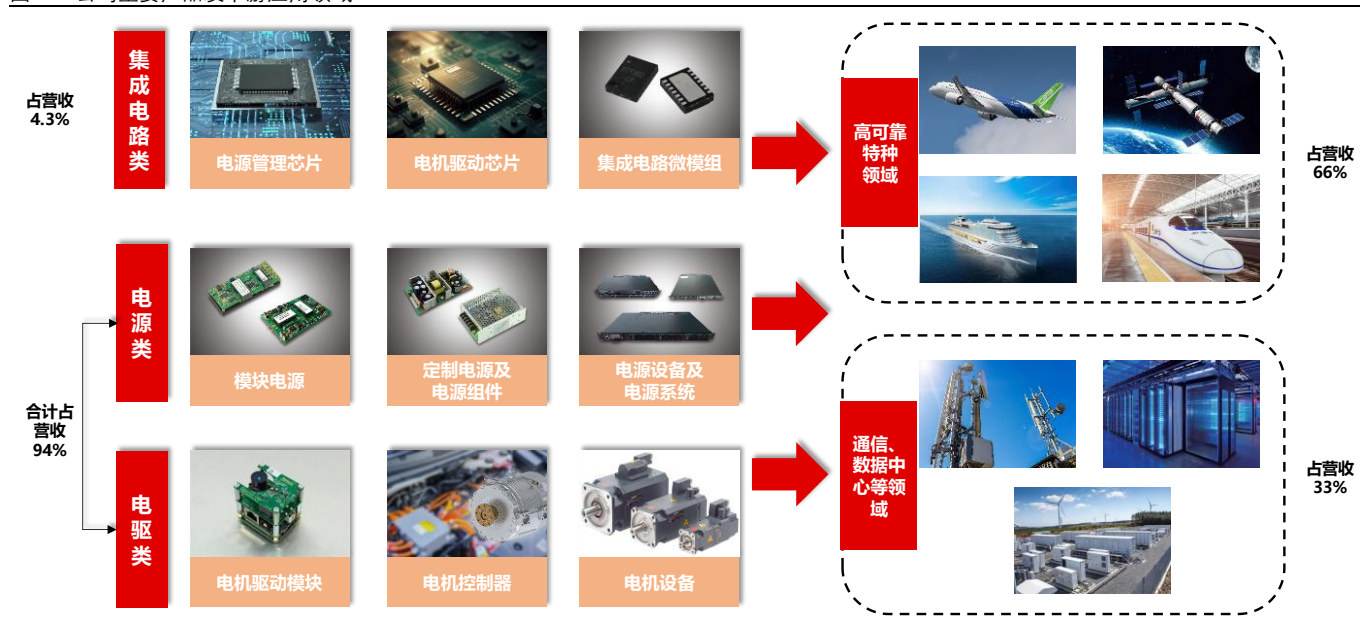 占营收
4.3%
集成电路类
电源管理芯片
电机驱动芯片
集成电路微模组
高可靠
特种
领域
占营收
66%
电源类
模块电源
定制电源及
电源组件
电源设备及
电源系统
合计占
营收
94%
通信、
数据中
心等领
域
占营收
33%
电驱类
电机驱动模块
电机控制器
电机设备